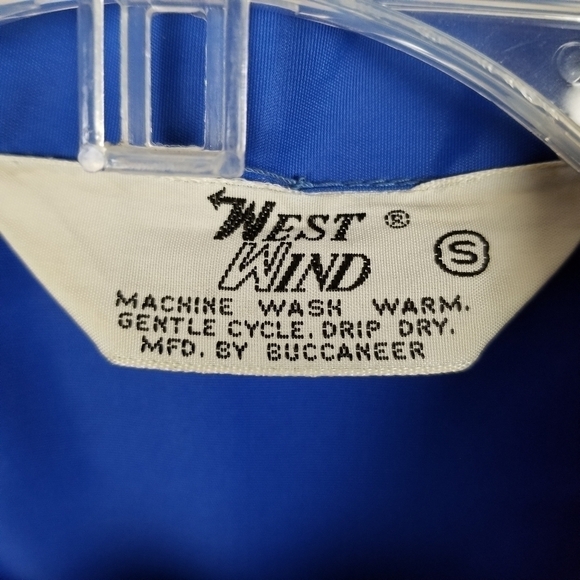 WEST ®
WIND
S
MACHINE WASH WARM.
GENTLE CYCLE. DRIP DRY.
MFD. BY BUCCANEER